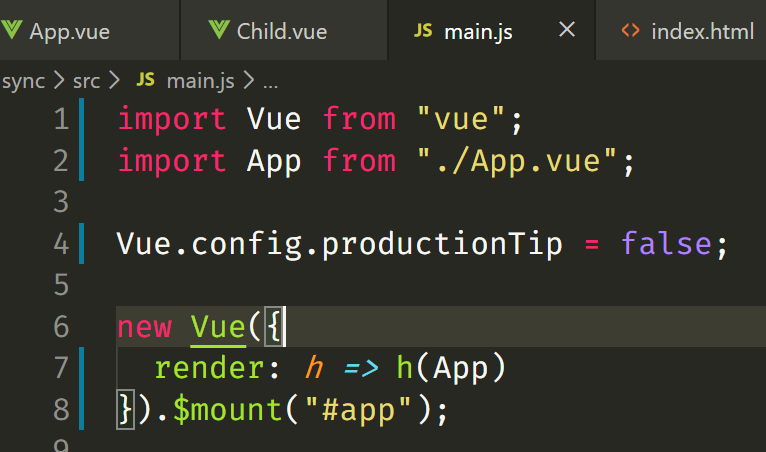 App.vue Child.vue JS main.js × <> index.html
sync > src > JS main.js > ...
1 import Vue from "vue";
2 import App from "./App.vue";
3
4 Vue.config.productionTip = false;
5
6 new Vue({
7 render: h => h(App)
8 }).$mount("#app");
9